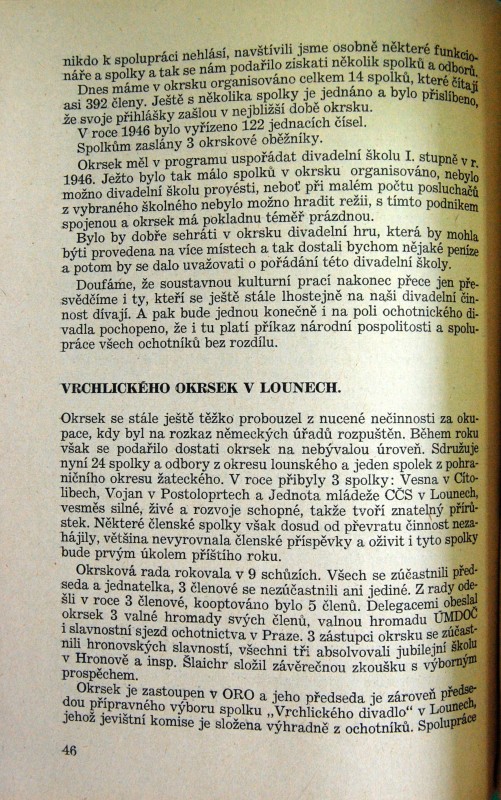 nikdo k spolupráci nehlásí, navštívili jsme osobně některé funkcio-
náře a spolky a tak se nám podařilo získati několik spolků a odborů.
Dnes máme v okrsku organisováno celkem 14 spolků, které čítají
asi 392 členy. Ještě s několika spolky je jednáno a bylo přislíbeno,
že svoje přihlášky zašlou v nejbližší době okrsku.
V roce 1946 bylo vyřízeno 122 jednacích čísel.
Spolkům zaslány 3 okrskové oběžníky.
Okrsek měl v programu uspořádat divadelní školu I. stupně v r.
1946. Ježto bylo tak málo spolků v okrsku organisováno, nebylo
možno divadelní školu provésti, neboť při malém počtu posluchačů
z vybraného školného nebylo možno hradit režii, s tímto podnikem
spojenou a okrsek má pokladnu téměř prázdnou.
Bylo by dobře sehráti v okrsku divadelní hru, která by mohla
býti provedena na více místech a tak dostali bychom nějaké peníze
a potom by se dalo uvažovati o pořádání této divadelní školy.
Doufáme, že soustavnou kulturní prací nakonec přece jen pře-
svědčíme i ty, kteří se ještě stále lhostejně na naši divadelní čin-
nost dívají. A pak bude jednou konečně i na poli ochotnického di-
vadla pochopeno, že i tu platí příkaz národní pospolitosti a spolu-
práce všech ochotníků bez rozdílu.
VRCHLICKÉHO OKRSEK V LOUNECH.
Okrsek se stále ještě těžko probouzel z nucené nečinnosti za oku-
pace, kdy byl na rozkaz německých úřadů rozpuštěn. Během roku
však se podařilo dostati okrsek na nebývalou úroveň. Sdružuje
nyní 24 spolky a odbory z okresu lounského a jeden spolek z pohra-
ničního okresu žateckého. V roce přibyly 3 spolky: Vesna v Cito-
libech, Vojan v Postoloprtech a Jednota mládeže CČS v Lounech,
vesměs silné, živé a rozvoje schopné, takže tvoří znatelný přírů-
stek. Některé členské spolky však dosud od převratu činnost neza-
hájily, většina nevyrovnala členské příspěvky a oživit i tyto spolky
bude prvým úkolem příštího roku.
Okrsková rada rokovala v 9 schůzích. Všech se zúčastnili před-
seda a jednatelka, 3 členové se nezúčastnili ani jediné. Z rady ode-
šli v roce 3 členové, kooptováno bylo 5 členů. Delegacemi obeslal
okrsek 3 valné hromady svých členů, valnou hromadu ÚMDOČ
i slavnostní sjezd ochotnictva v Praze. 3 zástupci okrsku se zúčast-
nili hronovských slavností, všichni tři absolvovali jubilejní školu
v Hronově a insp. Šlaichr složil závěrečnou zkoušku s výborným
prospěchem.
Okrsek je zastoupen v ORO a jeho předseda je zároveň předse-
dou přípravného výboru spolku „Vrchlického divadlo" v Lounech,
jehož jevištní komise je složena výhradně z ochotníků. Spolupráce
46